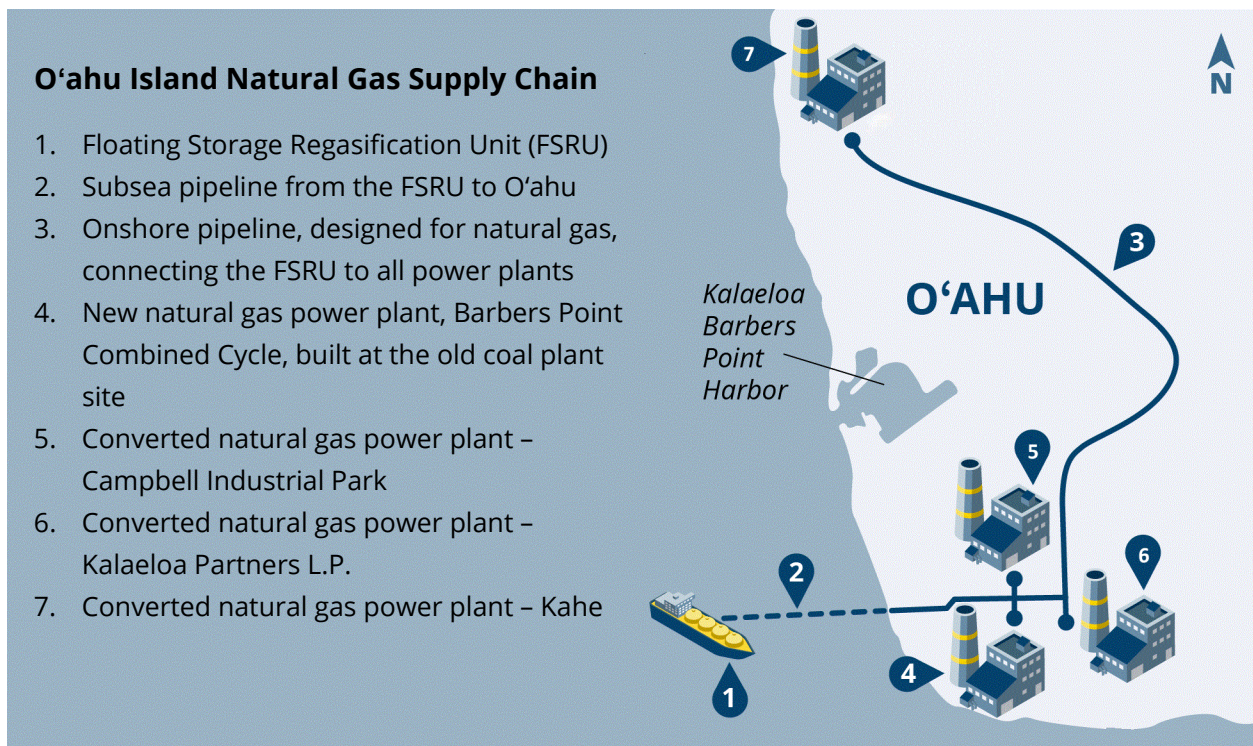 Oʻahu Island Natural Gas Supply Chain
1. Floating Storage Regasification Unit (FSRU)
2. Subsea pipeline from the FSRU to Oʻahu
3. Onshore pipeline, designed for natural gas,
connecting the FSRU to all power plants
4. New natural gas power plant, Barbers Point
Combined Cycle, built at the old coal plant
site
5. Converted natural gas power plant –
Campbell Industrial Park
6. Converted natural gas power plant –
Kalaeloa Partners L.P.
7. Converted natural gas power plant – Kahe
7
N
3
OʻAHU
Kalaeloa
Barbers
Point
Harbor
5
6
2
4
1